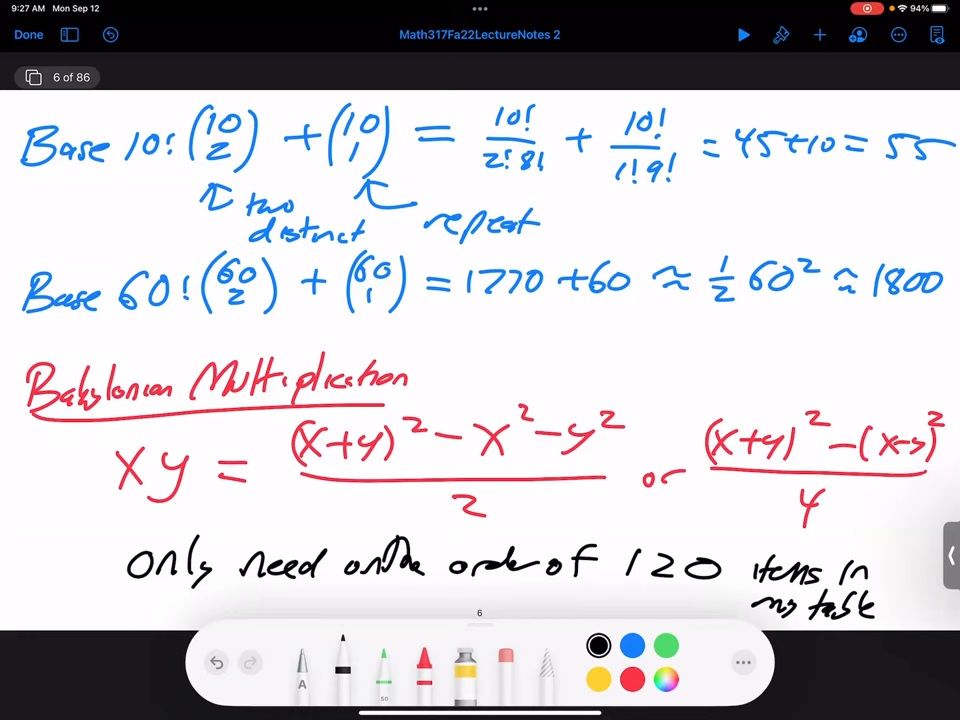 9:27 AM Mon Sep 12
94%
Done
Math317Fa22LectureNotes 2
6 of 86
Base 10: (10 2) + (10 1) = 10!/2!8! + 10!/1!9! = 45+10 = 55
two distinct
repeat
Base 60: (60 2) + (60 1) = 1770 + 60 ≈ 1/2 60² ≈ 1800
Babylonian Multiplication
xy = ((x+y)² - x² - y²)/2 or ((x+y)² - (x-y)²)/4
only need on the order of 120 items in
my table
6
A
50